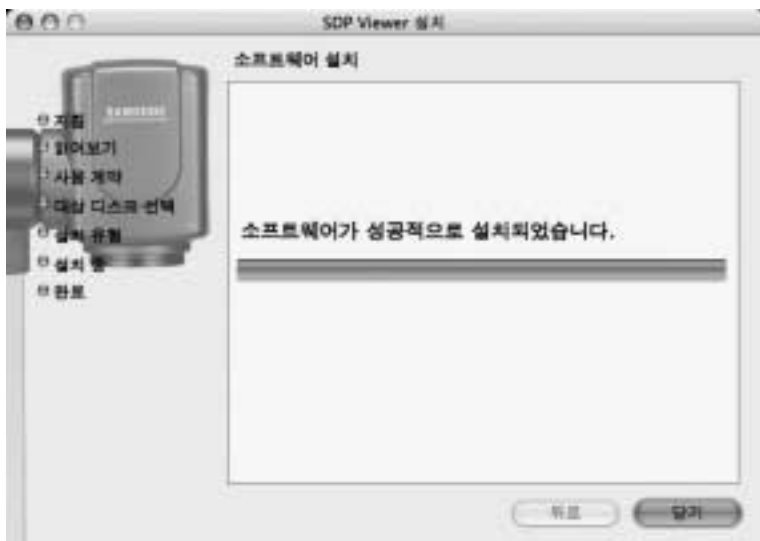 SDP Viewer 설치
소프트웨어 설치
SAMSUNG
지침
읽어보기
사용 계약
대상 디스크 선택
설치 유형
설치 중
완료
소프트웨어가 성공적으로 설치되었습니다.
뒤로
닫기